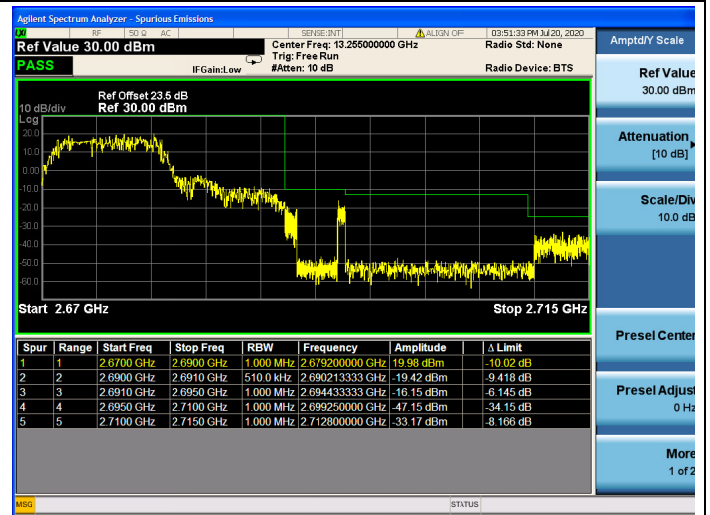 Agilent Spectrum Analyzer - Spurious Emissions
LXI RF 50 Ω AC SENSE:INT ALIGN OFF 03:51:33 PM Jul 20, 2020
Ref Value 30.00 dBm Center Freq: 13.255000000 GHz Radio Std: None
Trig: Free Run
PASS IFGain:Low #Atten: 10 dB Radio Device: BTS
Ref Offset 23.5 dB
10 dB/div Ref 30.00 dBm
Log
20.0
10.0
0.00
-10.0
-20.0
-30.0
-40.0
-50.0
-60.0
Start 2.67 GHz Stop 2.715 GHz
Spur Range Start Freq Stop Freq RBW Frequency Amplitude Δ Limit
1 1 2.6700 GHz 2.6900 GHz 1.000 MHz 2.679200000 GHz 19.98 dBm -10.02 dB
2 2 2.6900 GHz 2.6910 GHz 510.0 kHz 2.690213333 GHz -19.42 dBm -9.418 dB
3 3 2.6910 GHz 2.6950 GHz 1.000 MHz 2.694433333 GHz -16.15 dBm -6.145 dB
4 4 2.6950 GHz 2.7100 GHz 1.000 MHz 2.699250000 GHz -47.15 dBm -34.15 dB
5 5 2.7100 GHz 2.7150 GHz 1.000 MHz 2.712800000 GHz -33.17 dBm -8.166 dB
MSG STATUS
Amptd/Y Scale
Ref Value
30.00 dBm
Attenuation
[10 dB]
Scale/Div
10.0 dB
Presel Center
Presel Adjust
0 Hz
More
1 of 2